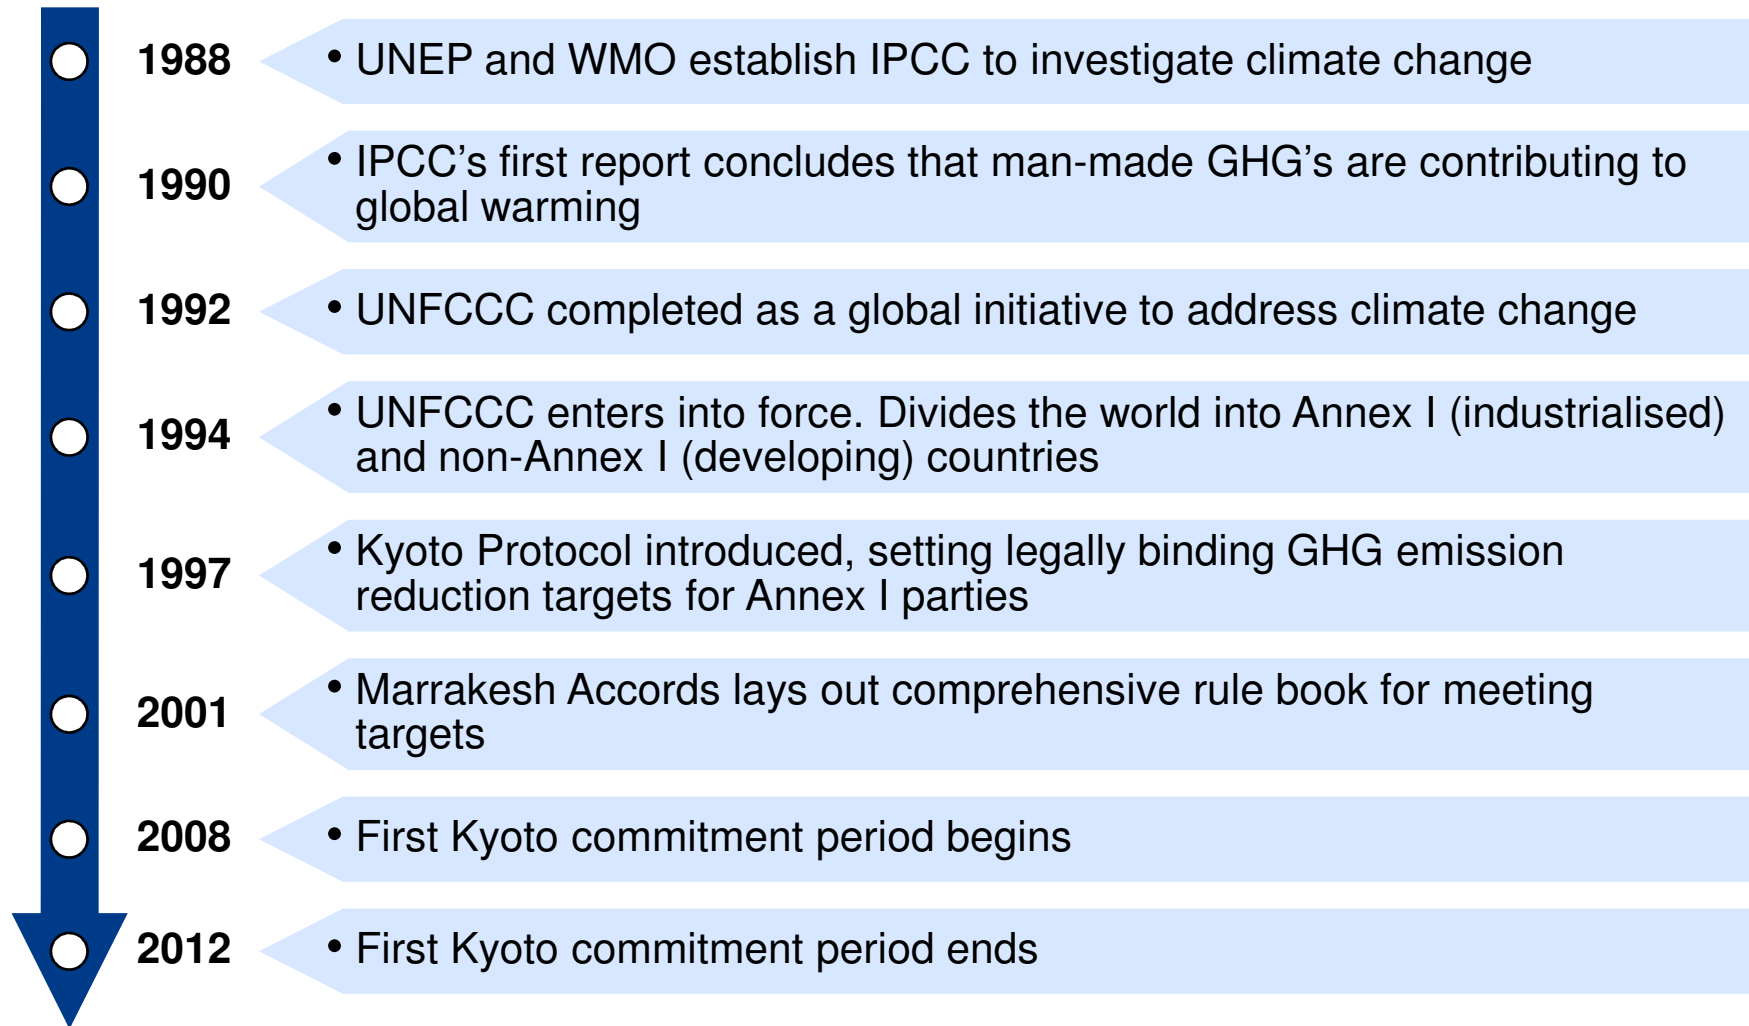 1988
• UNEP and WMO establish IPCC to investigate climate change
1990
• IPCC’s first report concludes that man-made GHG’s are contributing to
global warming
1992
• UNFCCC completed as a global initiative to address climate change
1994
• UNFCCC enters into force. Divides the world into Annex I (industrialised)
and non-Annex I (developing) countries
1997
• Kyoto Protocol introduced, setting legally binding GHG emission
reduction targets for Annex I parties
2001
• Marrakesh Accords lays out comprehensive rule book for meeting
targets
2008
• First Kyoto commitment period begins
2012
• First Kyoto commitment period ends